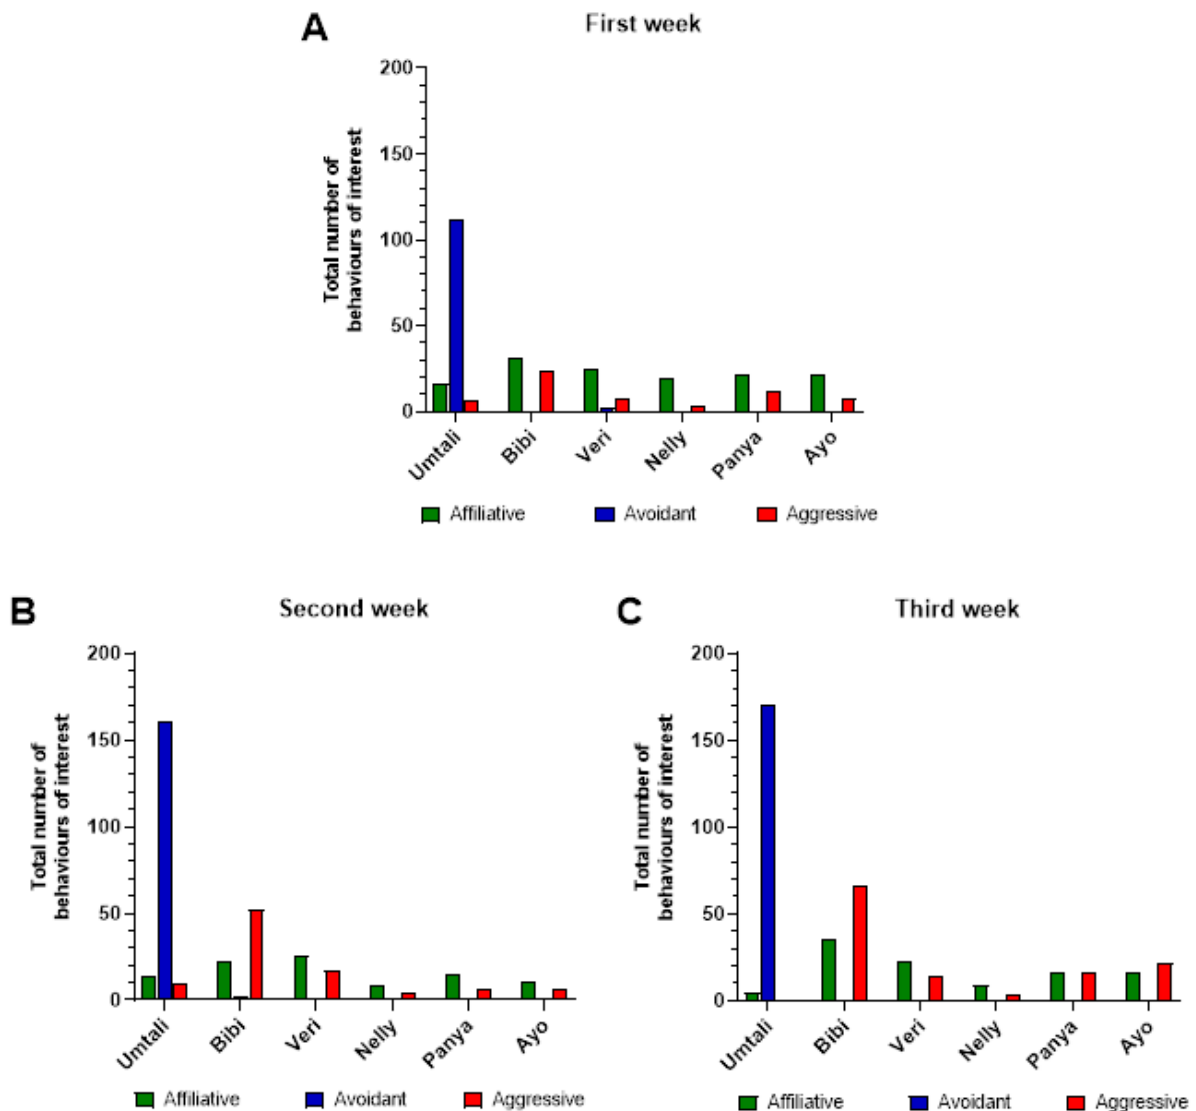 A
First week
Total number of
behaviours of interest
200
150
100
50
0
Umtali
Bibi
Veri
Nelly
Panya
Ayo
Affiliative
Avoidant
Aggressive
B
Second week
Total number of
behaviours of interest
200
150
100
50
0
Umtali
Bibi
Veri
Nelly
Panya
Ayo
Affiliative
Avoidant
Aggressive
C
Third week
Total number of
behaviours of interest
200
150
100
50
0
Umtali
Bibi
Veri
Nelly
Panya
Ayo
Affiliative
Avoidant
Aggressive